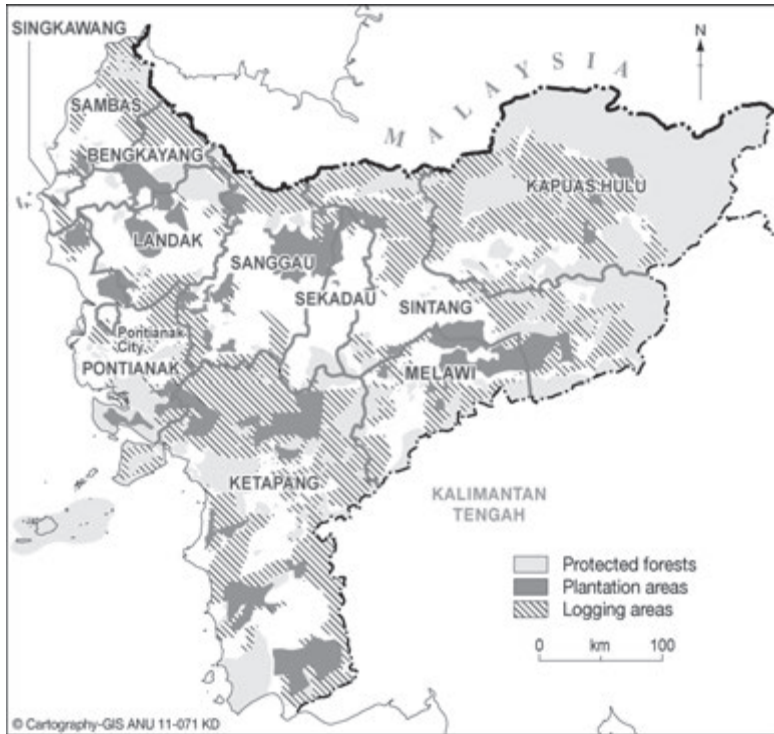 SINGKAWANG
N
MALAYSIA
SAMBAS
BENGKAYANG
KAPUAS HULU
LANDAK
SANGGAU
SEKADAU
SINTANG
Pontianak
City
PONTIANAK
MELAWI
KETAPANG
KALIMANTAN
TENGAH
Protected forests
Plantation areas
Logging areas
0 km 100
© Cartography-GIS ANU 11-071 KD